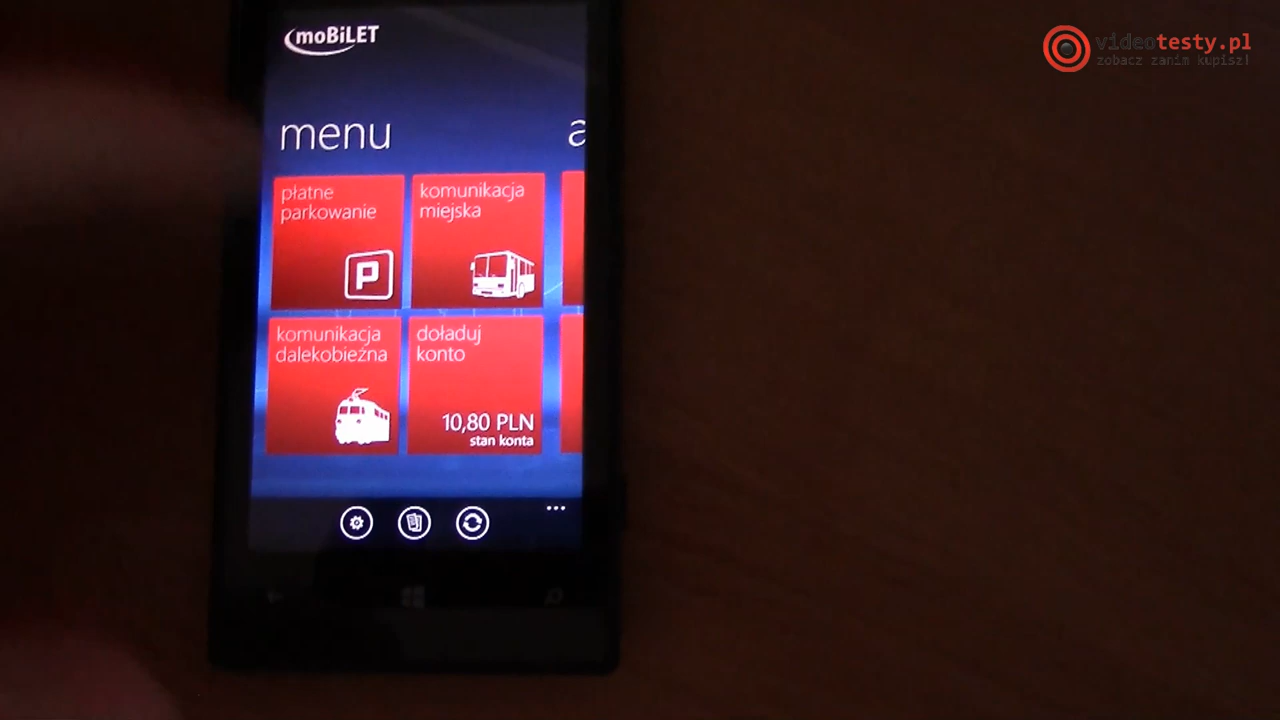 moBiLET
videotesty.pl
zobacz zanim kupisz!
menu
a
płatne
parkowanie
P
komunikacja
miejska
komunikacja
dalekobieżna
doładuj
konto
10,80 PLN
stan konta